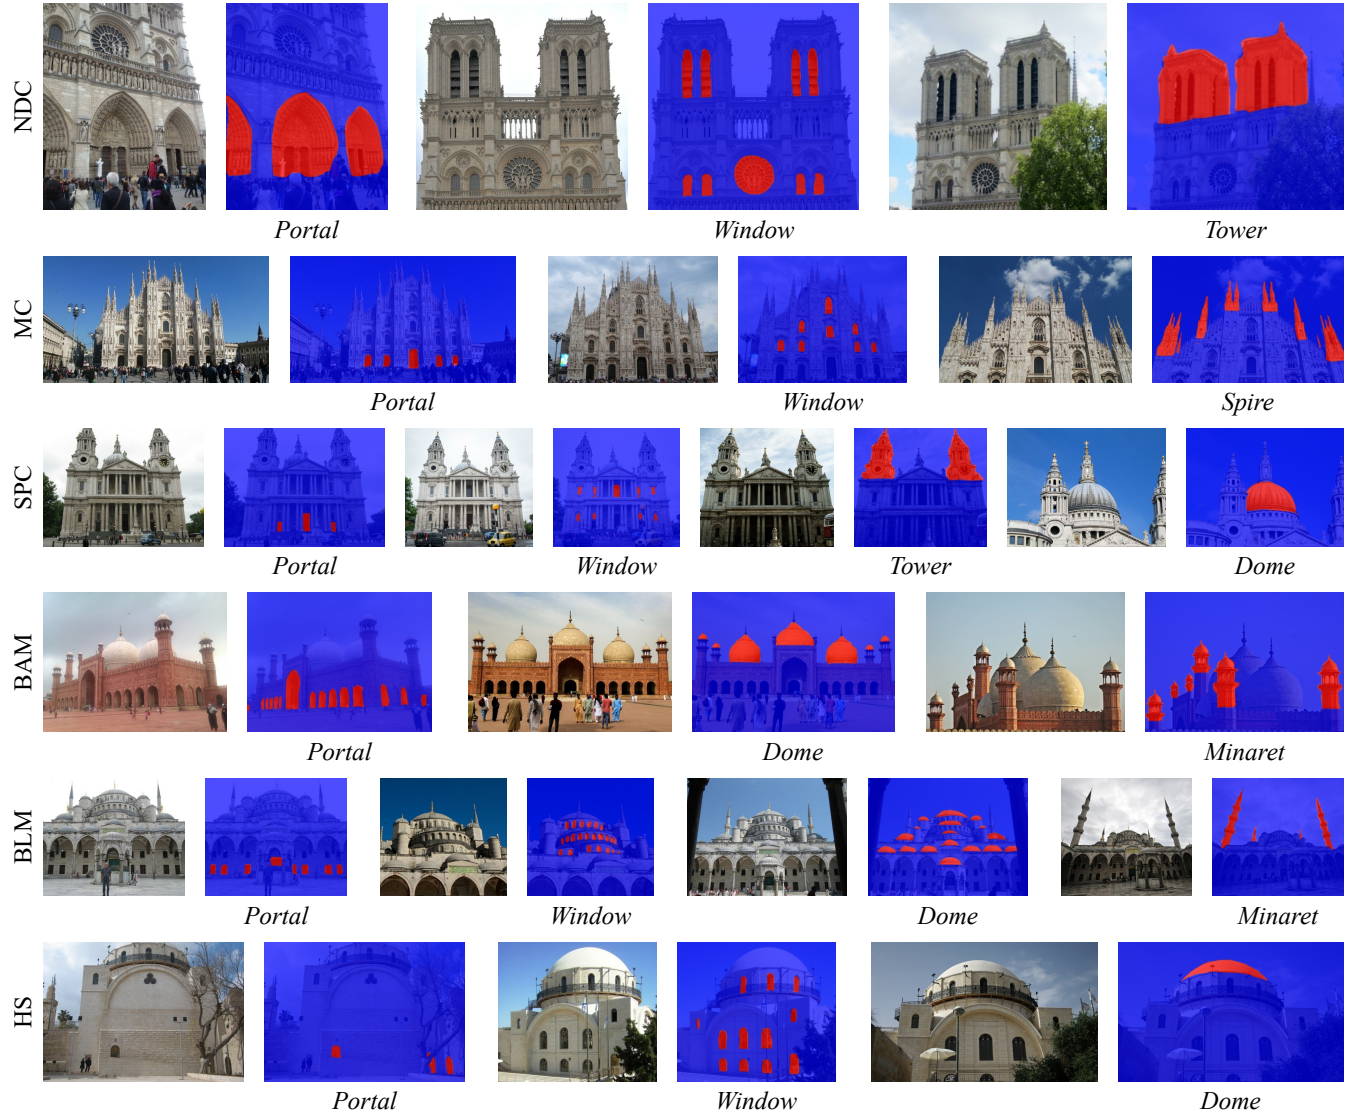 NDC
Portal Window Tower
MC
Portal Window Spire
SPC
Portal Window Tower Dome
BAM
Portal Dome Minaret
BLM
Portal Window Dome Minaret
HS
Portal Window Dome